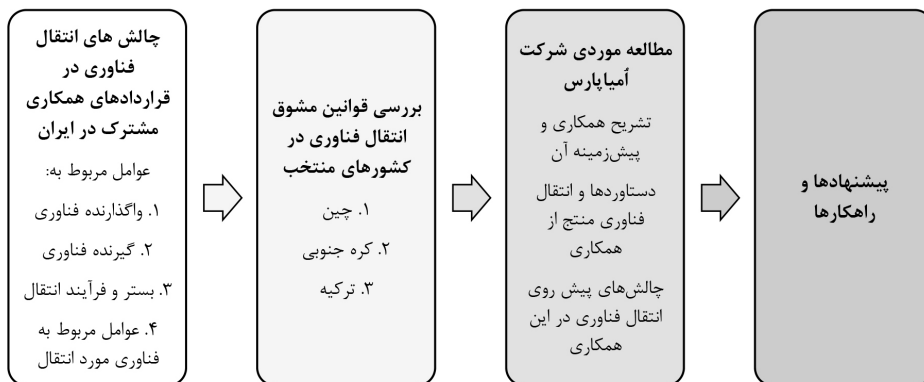 چالش های انتقال
فناوری در
قراردادهای همکاری
مشترک در ایران
عوامل مربوط به:
۱. واگذارنده فناوری
۲. گیرنده فناوری
۳. بستر و فرآیند انتقال
۴. عوامل مربوط به
فناوری مورد انتقال
بررسی قوانین مشوق
انتقال فناوری در
کشورهای منتخب
۱. چین
۲. کره جنوبی
۳. ترکیه
مطالعه موردی شرکت
اُمیاپارس
تشریح همکاری و
پیش‌زمینه آن
دستاوردها و انتقال
فناوری منتج از
همکاری
چالش‌های پیش روی
انتقال فناوری در این
همکاری
پیشنهادها و
راهکارها